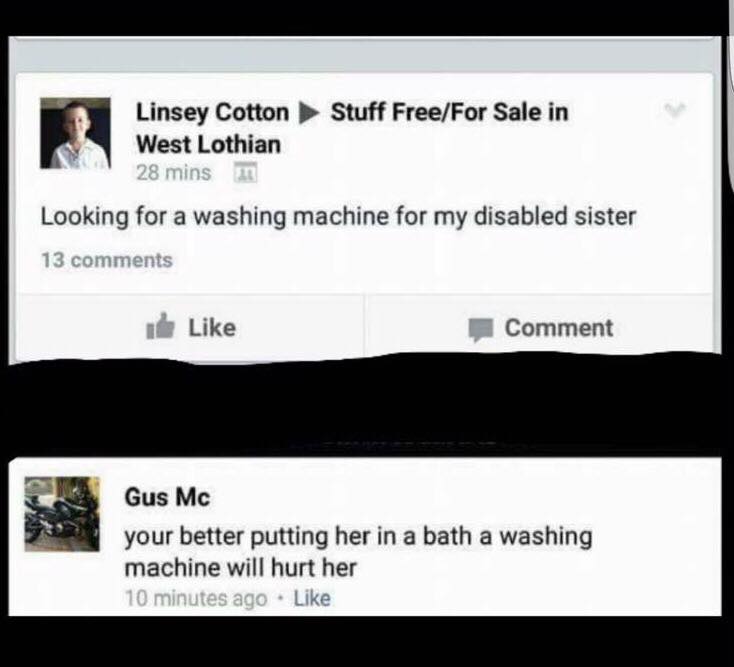 Linsey Cotton ▶ Stuff Free/For Sale in
West Lothian
28 mins
Looking for a washing machine for my disabled sister
13 comments
Like
Comment
Gus Mc
your better putting her in a bath a washing
machine will hurt her
10 minutes ago · Like